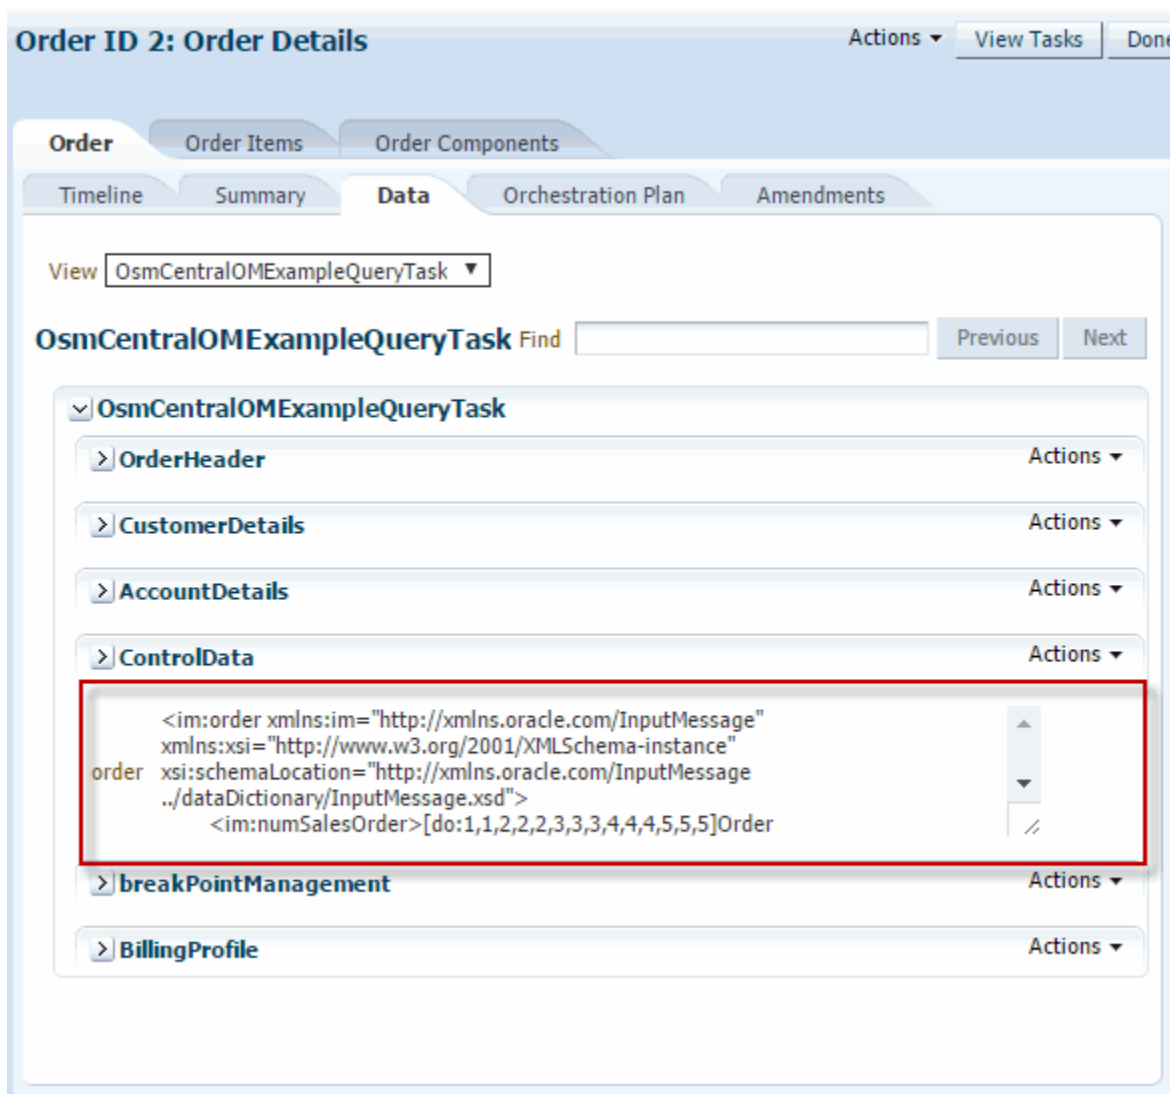 Order ID 2: Order Details Actions View Tasks Done
Order Order Items Order Components
Timeline Summary Data Orchestration Plan Amendments
View OsmCentralOMExampleQueryTask
OsmCentralOMExampleQueryTask Find Previous Next
OsmCentralOMExampleQueryTask
OrderHeader Actions
CustomerDetails Actions
AccountDetails Actions
ControlData Actions
<im:order xmlns:im="http://xmlns.oracle.com/InputMessage"
xmlns:xsi="http://www.w3.org/2001/XMLSchema-instance"
order xsi:schemaLocation="http://xmlns.oracle.com/InputMessage
../dataDictionary/InputMessage.xsd">
<im:numSalesOrder>[do:1,1,2,2,2,3,3,3,4,4,4,5,5,5]Order
breakPointManagement Actions
BillingProfile Actions